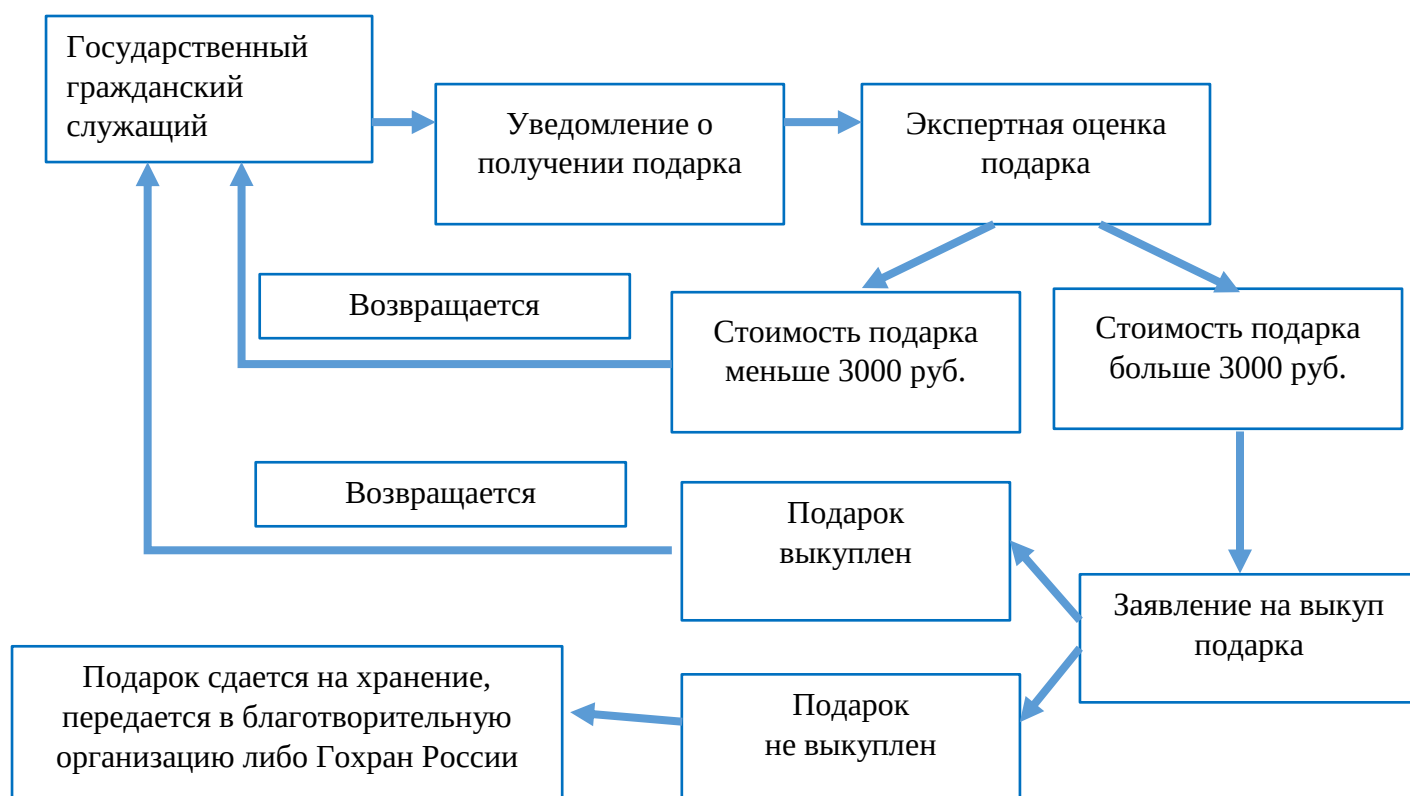 Государственный
гражданский
служащий
Уведомление о
получении подарка
Экспертная оценка
подарка
Возвращается
Стоимость подарка
меньше 3000 руб.
Стоимость подарка
больше 3000 руб.
Возвращается
Подарок
выкуплен
Заявление на выкуп
подарка
Подарок сдается на хранение,
передается в благотворительную
организацию либо Гохран России
Подарок
не выкуплен